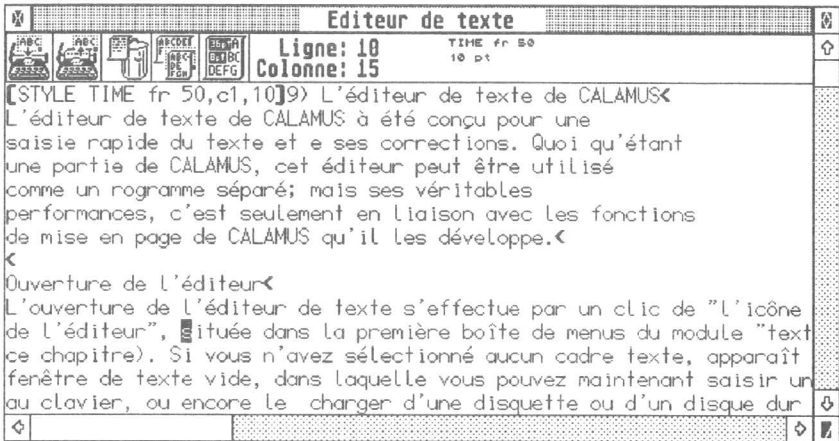 Editeur de texte
Ligne: 10
TIME fr 50
Colonne: 15
10 pt
[STYLE TIME fr 50,c1,10]9) L'éditeur de texte de CALAMUS<
L'éditeur de texte de CALAMUS à été conçu pour une
saisie rapide du texte et e ses corrections. Quoi qu'étant
une partie de CALAMUS, cet éditeur peut être utilisé
comme un rogramme séparé; mais ses véritables
performances, c'est seulement en liaison avec les fonctions
de mise en page de CALAMUS qu'il les développe.<
<
Ouverture de l'éditeur<
L'ouverture de l'éditeur de texte s'effectue par un clic de "l'icône
de l'éditeur", située dans la première boîte de menus du module "text
ce chapitre). Si vous n'avez sélectionné aucun cadre texte, apparaît
fenêtre de texte vide, dans laquelle vous pouvez maintenant saisir un
au clavier, ou encore le  charger d'une disquette ou d'un disque dur